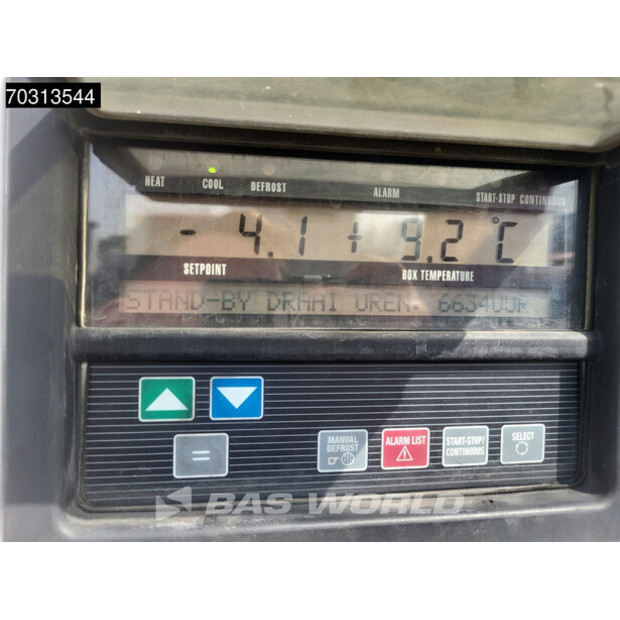 70313544
HEAT COOL DEFROST ALARM START-STOP CONTINUOUS
- 4.1 + 9.2 °C
SETPOINT BOX TEMPERATURE
STAND-BY DRAAI UREN: 6634UUR
MANUAL DEFROST ALARM LIST START-STOP/ CONTINUOUS SELECT
=
BAS WORLD